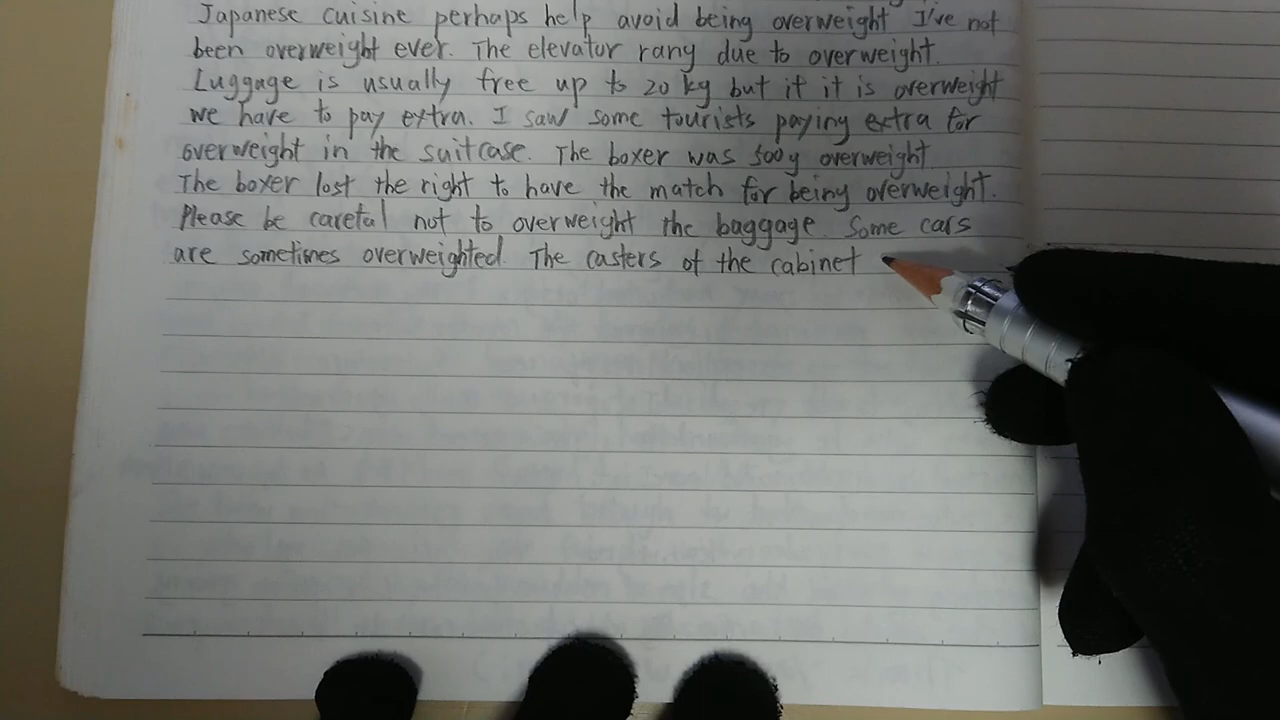 Japanese cuisine perhaps help avoid being overweight I've not
been overweight ever. The elevator rang due to overweight.
Luggage is usually free up to 20 kg but if it is overweight
we have to pay extra. I saw some tourists paying extra for
overweight in the suitcase. The boxer was 500g overweight
The boxer lost the right to have the match for being overweight.
Please be careful not to overweight the baggage. Some cars
are sometimes overweighted. The casters of the cabinet